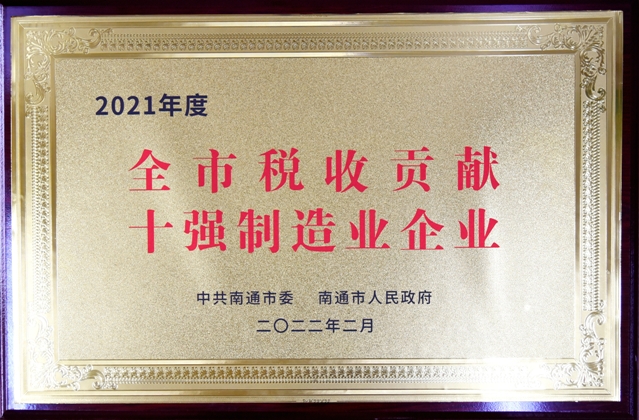 2021年度
全市税收贡献
十强制造业企业
中共南通市委 南通市人民政府
二〇二二年二月